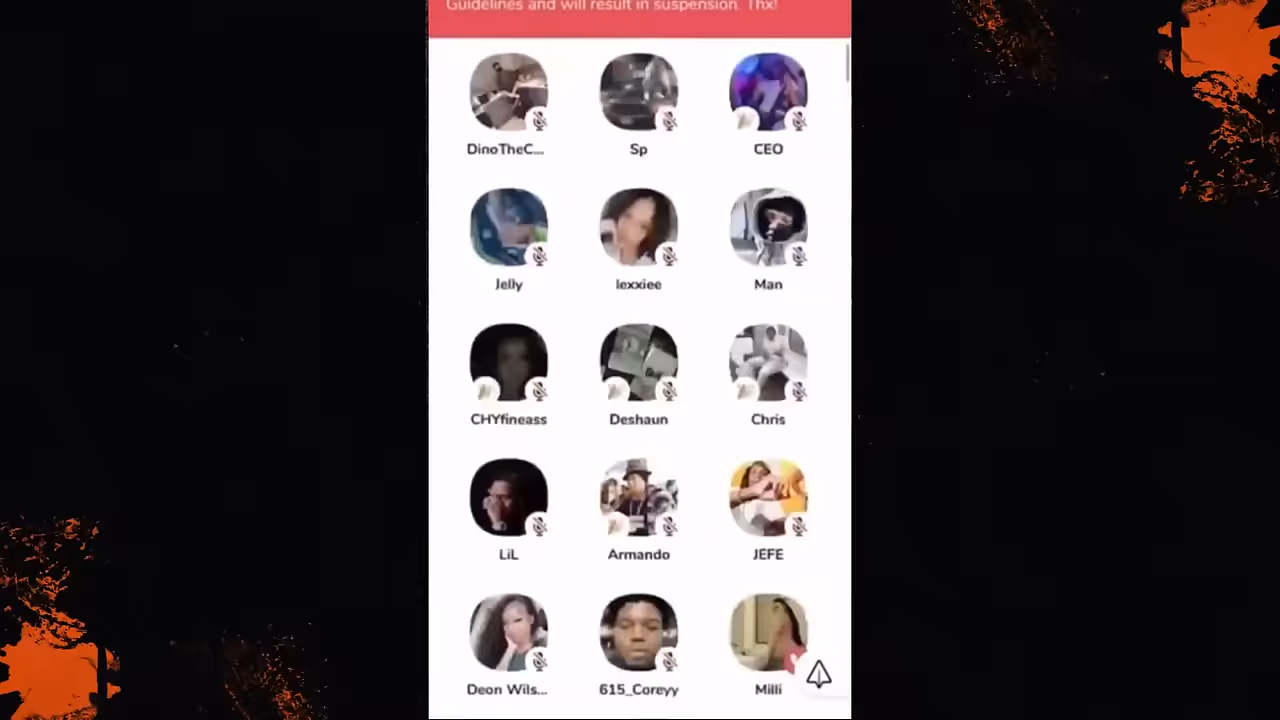 Guidelines and will result in suspension. Thx!
DinoTheC... Sp CEO
Jelly lexxiee Man
CHYfineass Deshaun Chris
LiL Armando JEFE
Deon Wils... 615_Coreyy Milli